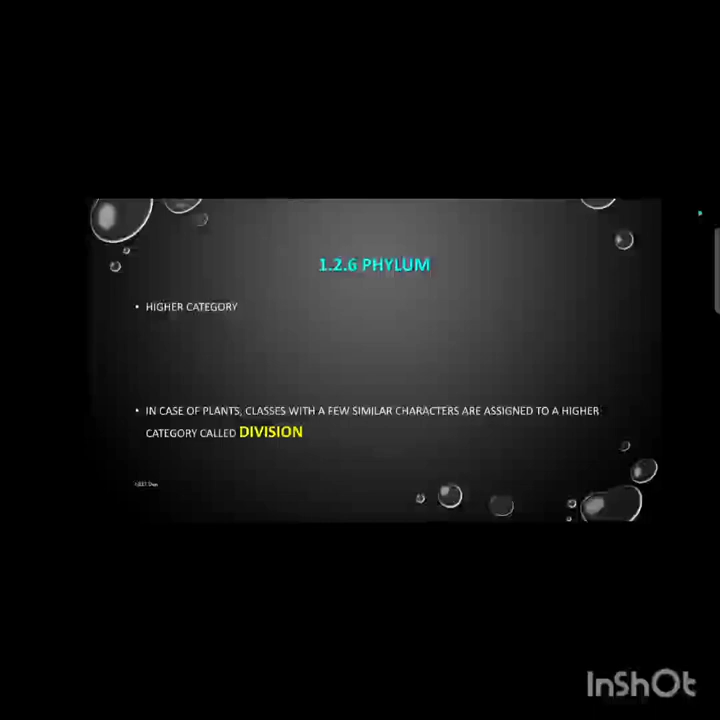 1.2.6 PHYLUM
• HIGHER CATEGORY
• IN CASE OF PLANTS, CLASSES WITH A FEW SIMILAR CHARACTERS ARE ASSIGNED TO A HIGHER
CATEGORY CALLED DIVISION
InShOt